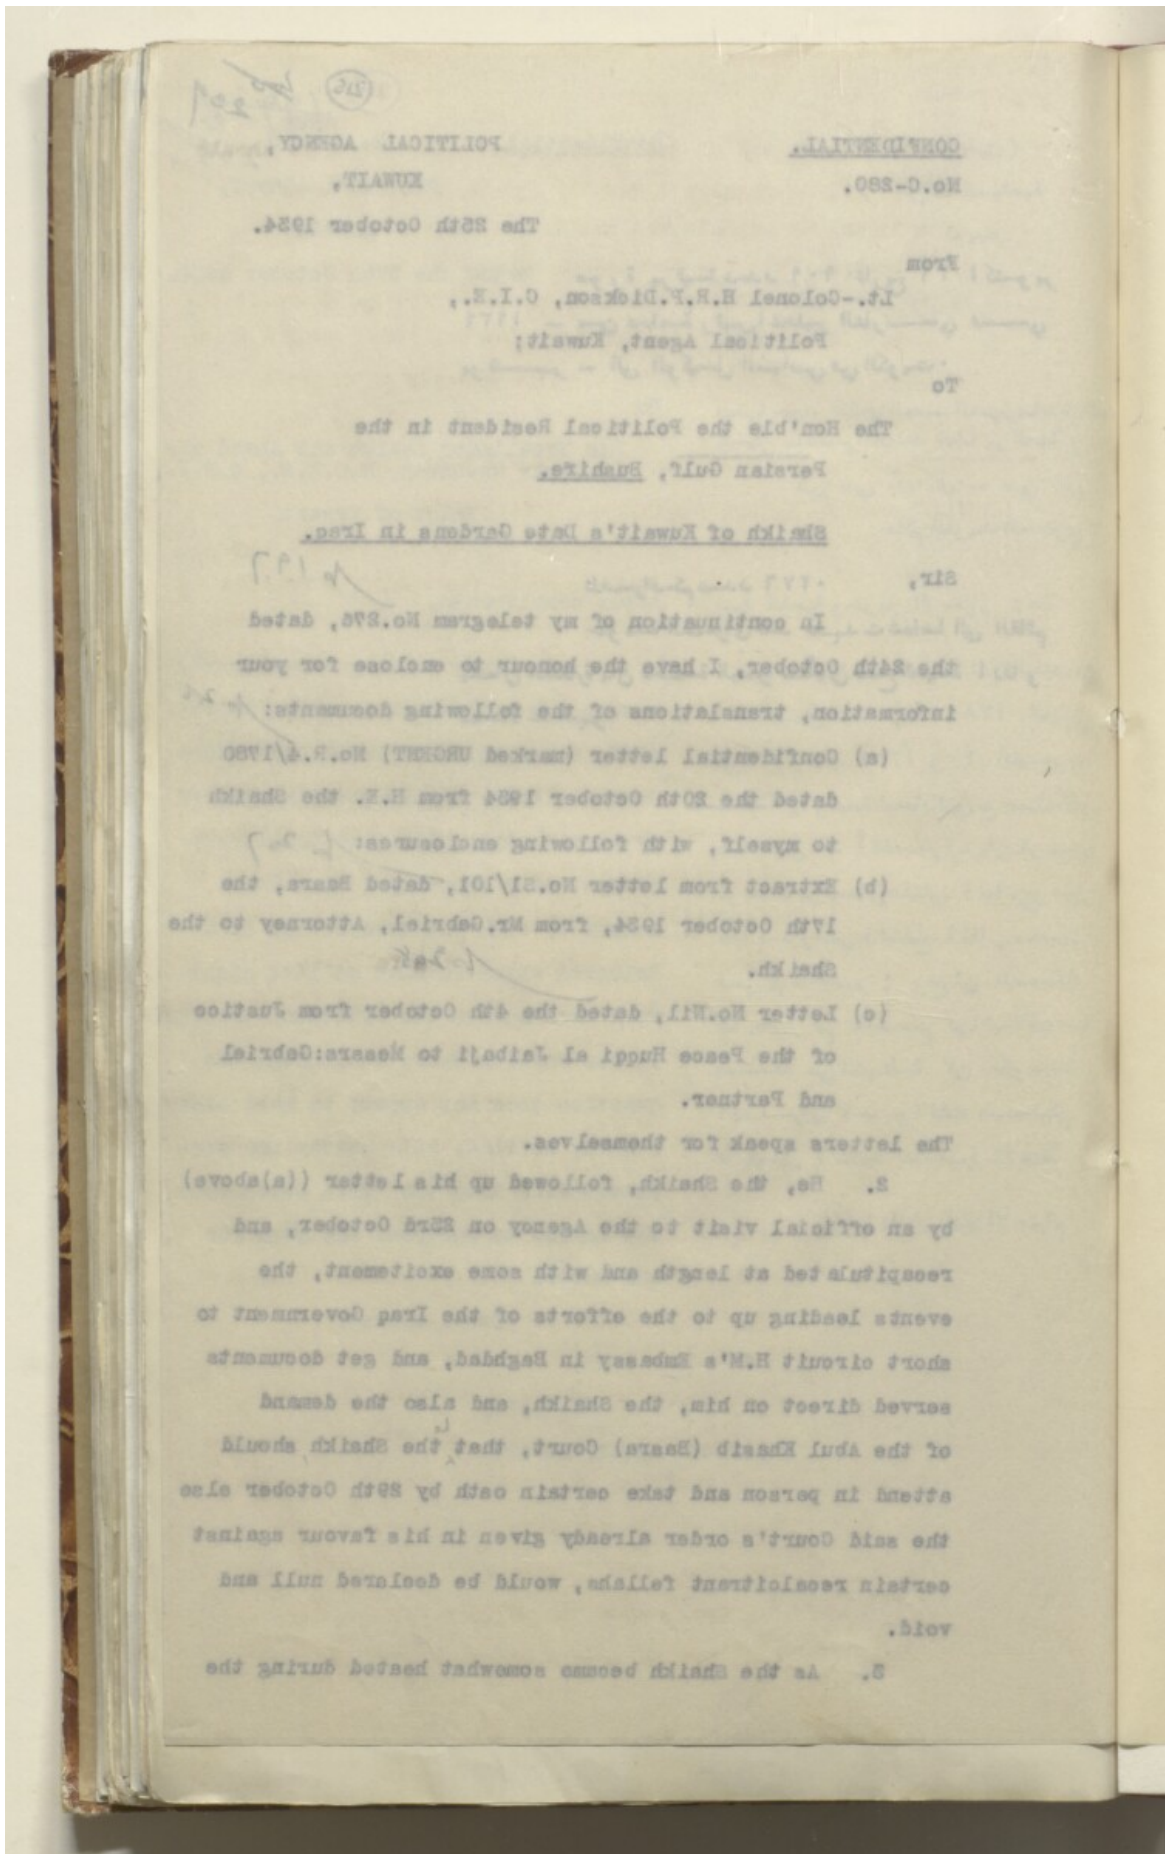 CONFIDENTIAL. POLITICAL AGENCY,
No.C-280. KUWAIT,
The 25th October 1934.
From
Lt.-Colonel H.R.P.Dickson, C.I.E.,
Political Agent, Kuwait;
To
The Hon'ble the Political Resident in the
Persian Gulf, Bushire.
Shaikh of Kuwait's Date Gardens in Iraq.
Sir,
In continuation of my telegram No.276, dated
the 24th October, I have the honour to enclose for your
information, translations of the following documents:
(a) Confidential letter (marked URGENT) No.R.4/1780
dated the 20th October 1934 from H.E. the Shaikh
to myself, with following enclosures:
(b) Extract from letter No.51/101, dated Basra, the
17th October 1934, from Mr.Gabriel, Attorney to the
Shaikh.
(c) Letter No.Nil, dated the 4th October from Justice
of the Peace Huqqi al Jaibaji to Messrs:Gabriel
and Partner.
The letters speak for themselves.
2. He, the Shaikh, followed up his letter ((a)above)
by an official visit to the Agency on 23rd October, and
recapitulated at length and with some excitement, the
events leading up to the efforts of the Iraq Government to
short circuit H.M's Embassy in Baghdad, and get documents
served direct on him, the Shaikh, and also the demand
of the Abul Khasib (Basra) Court, that the Shaikh, should
attend in person and take certain oath by 29th October else
the said Court's order already given in his favour against
certain recalcitrant fellahs, would be declared null and
void.
3. As the Shaikh became somewhat heated during the